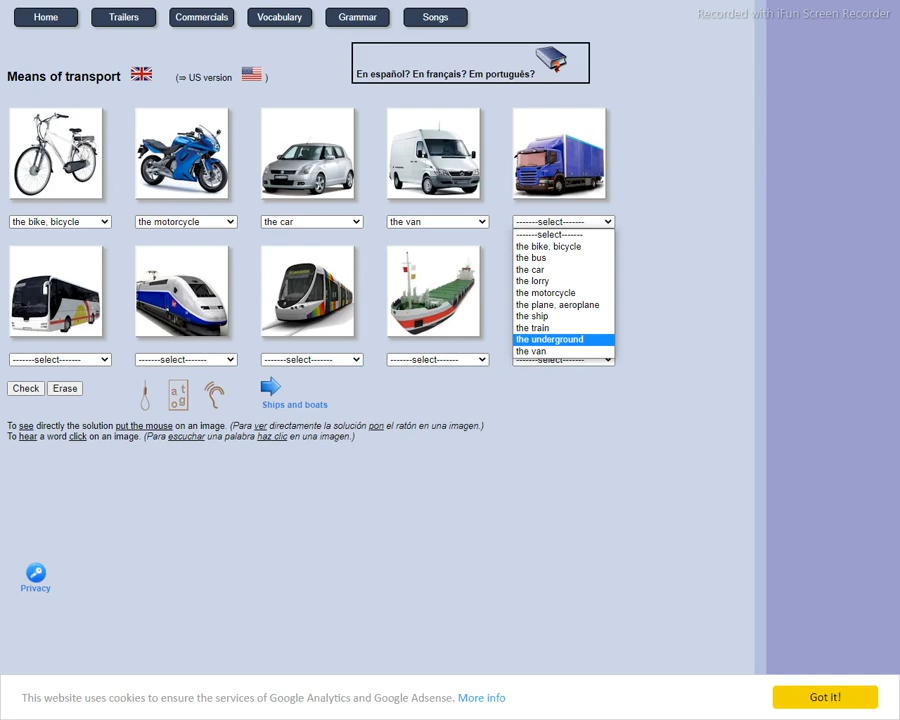 Home Trailers Commercials Vocabulary Grammar Songs
Recorded with iFun Screen Recorder
Means of transport (⇒ US version )
En español? En français? Em português?
the bike, bicycle the motorcycle the car the van -------select-------
-------select-------
the bike, bicycle
the bus
the car
the lorry
the motorcycle
the plane, aeroplane
the ship
the train
the underground
the van
-------select------- -------select------- -------select------- -------select------- -------select-------
Check Erase
a t
o g
Ships and boats
To see directly the solution put the mouse on an image. (Para ver directamente la solución pon el ratón en una imagen.)
To hear a word click on an image. (Para escuchar una palabra haz clic en una imagen.)
Privacy
This website uses cookies to ensure the services of Google Analytics and Google Adsense. More info
Got it!